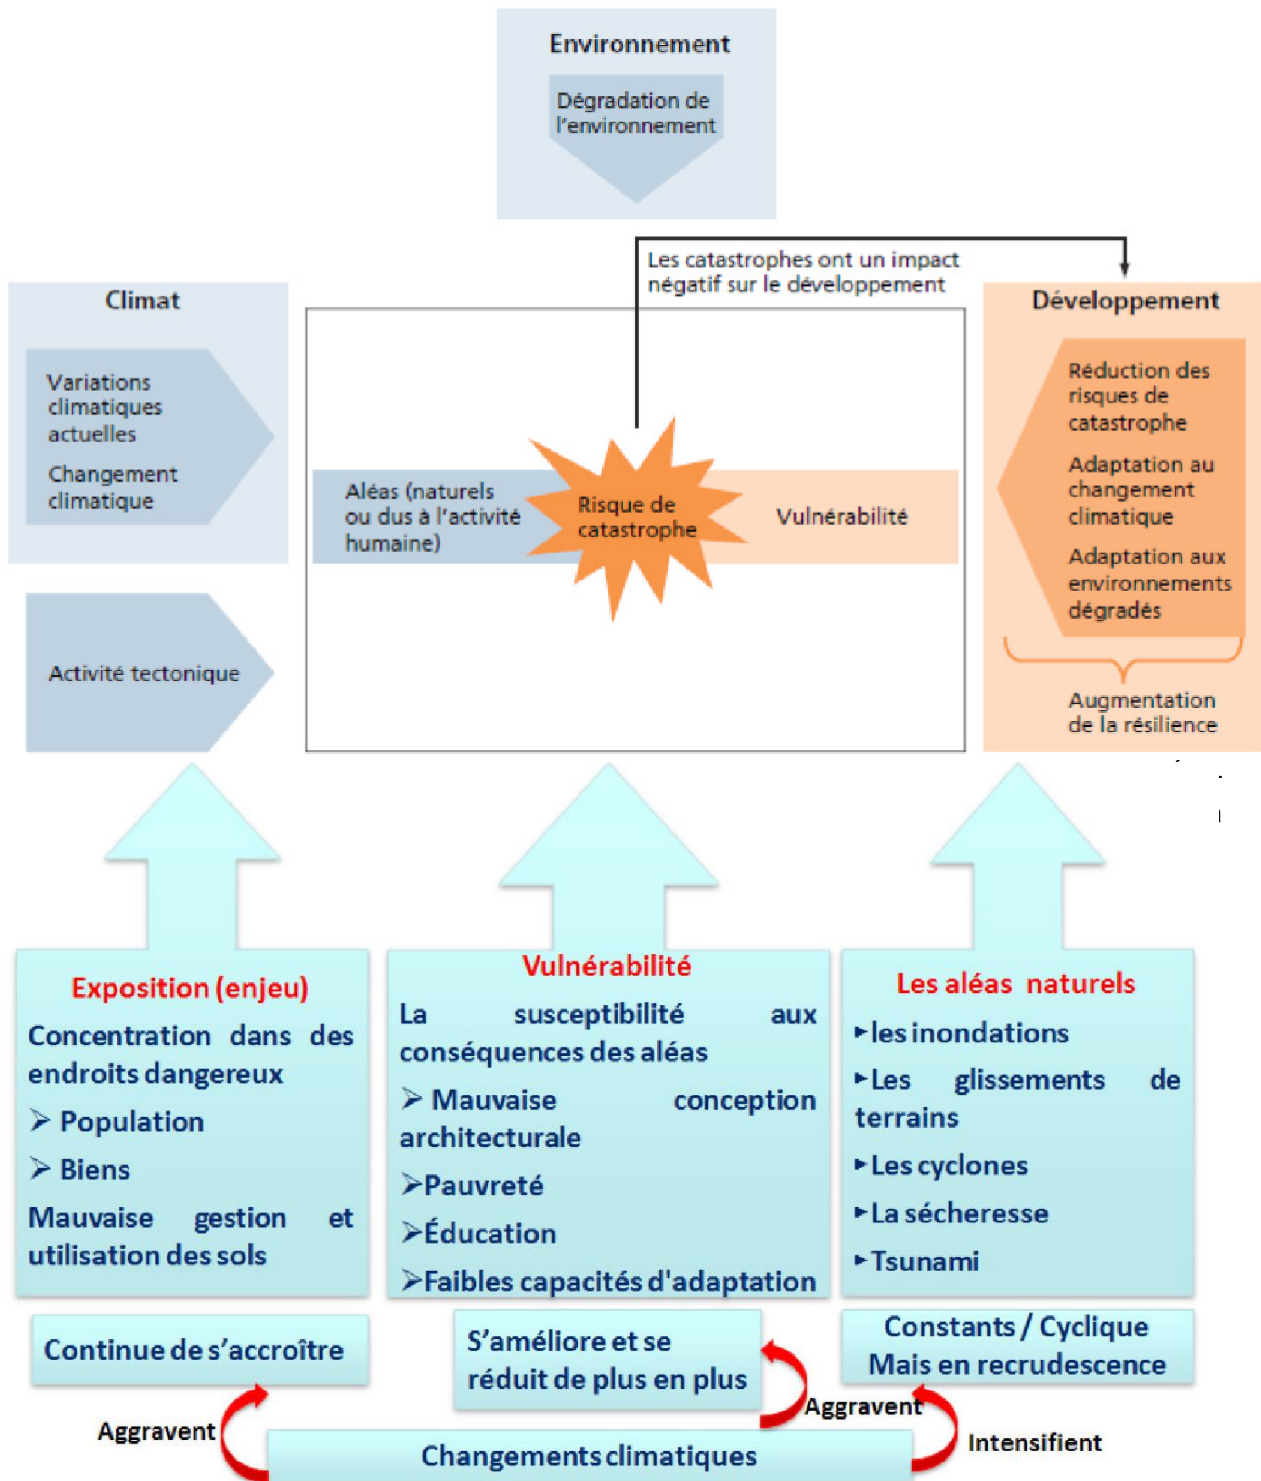 Environnement
Dégradation de
l'environnement
Les catastrophes ont un impact
négatif sur le développement
Climat
Variations
climatiques
actuelles
Changement
climatique
Activité tectonique
Aléas (naturels
ou dus à l'activité
humaine)
Risque de
catastrophe
Vulnérabilité
Développement
Réduction des
risques de
catastrophe
Adaptation au
changement
climatique
Adaptation aux
environnements
dégradés
Augmentation
de la résilience
Exposition (enjeu)
Concentration dans des
endroits dangereux
➢ Population
➢ Biens
Mauvaise gestion et
utilisation des sols
Continue de s'accroître
Vulnérabilité
La susceptibilité aux
conséquences des aléas
➢ Mauvaise conception
architecturale
➢Pauvreté
➢Éducation
➢Faibles capacités d'adaptation
S'améliore et se
réduit de plus en plus
Les aléas naturels
►les inondations
►Les glissements de
terrains
►Les cyclones
►La sécheresse
►Tsunami
Constants / Cyclique
Mais en recrudescence
Aggravent
Aggravent
Intensifient
Changements climatiques